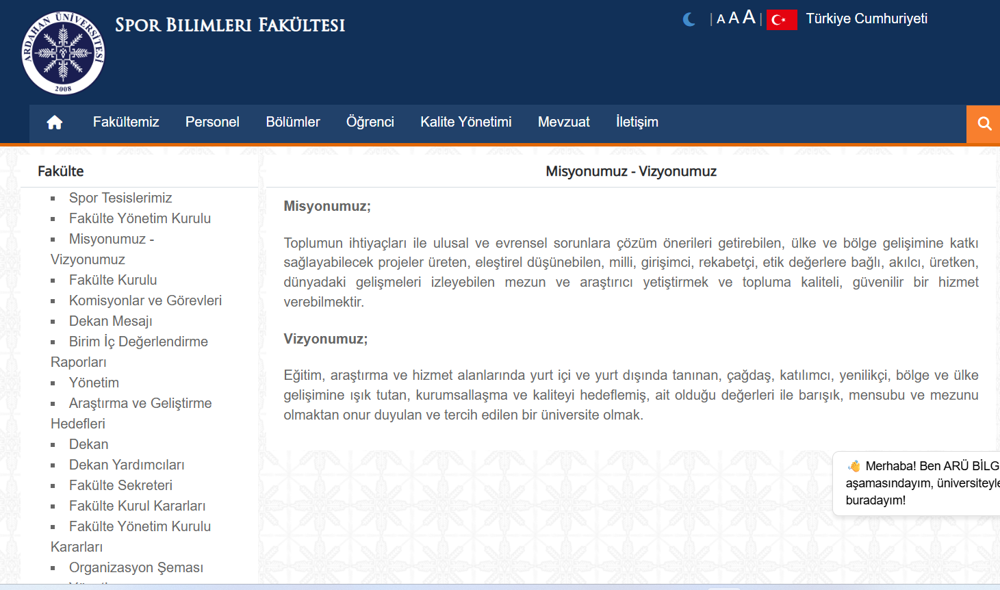 ARDAHAN ÜNİVERSİTESİ
2008
SPOR BILIMLERI FAKÜLTESI
| A A A | Türkiye Cumhuriyeti
Fakültemiz Personel Bölümler Öğrenci Kalite Yönetimi Mevzuat İletişim
Fakülte
Spor Tesislerimiz
Fakülte Yönetim Kurulu
Misyonumuz -
Vizyonumuz
Fakülte Kurulu
Komisyonlar ve Görevleri
Dekan Mesajı
Birim İç Değerlendirme
Raporları
Yönetim
Araştırma ve Geliştirme
Hedefleri
Dekan
Dekan Yardımcıları
Fakülte Sekreteri
Fakülte Kurul Kararları
Fakülte Yönetim Kurulu
Kararları
Organizasyon Şeması
Misyonumuz - Vizyonumuz
Misyonumuz;
Toplumun ihtiyaçları ile ulusal ve evrensel sorunlara çözüm önerileri getirebilen, ülke ve bölge gelişimine katkı
sağlayabilecek projeler üreten, eleştirel düşünebilen, milli, girişimci, rekabetçi, etik değerlere bağlı, akılcı, üretken,
dünyadaki gelişmeleri izleyebilen mezun ve araştırıcı yetiştirmek ve topluma kaliteli, güvenilir bir hizmet
verebilmektir.
Vizyonumuz;
Eğitim, araştırma ve hizmet alanlarında yurt içi ve yurt dışında tanınan, çağdaş, katılımcı, yenilikçi, bölge ve ülke
gelişimine ışık tutan, kurumsallaşma ve kaliteyi hedeflemiş, ait olduğu değerleri ile barışık, mensubu ve mezunu
olmaktan onur duyulan ve tercih edilen bir üniversite olmak.
Merhaba! Ben ARÜ BİLG
aşamasındayım, üniversiteyle
buradayım!